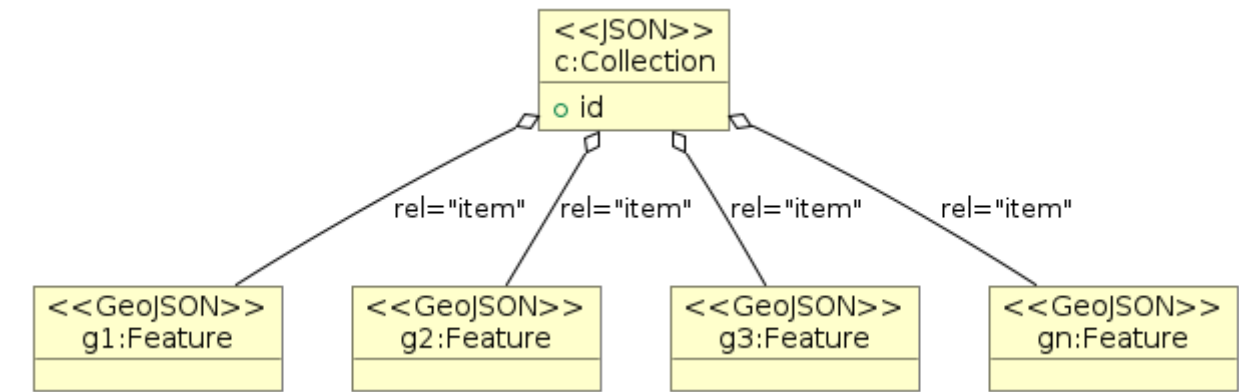 <<JSON>>
c:Collection
id
rel="item" rel="item" rel="item" rel="item"
<<GeoJSON>> <<GeoJSON>> <<GeoJSON>> <<GeoJSON>>
g1:Feature g2:Feature g3:Feature gn:Feature